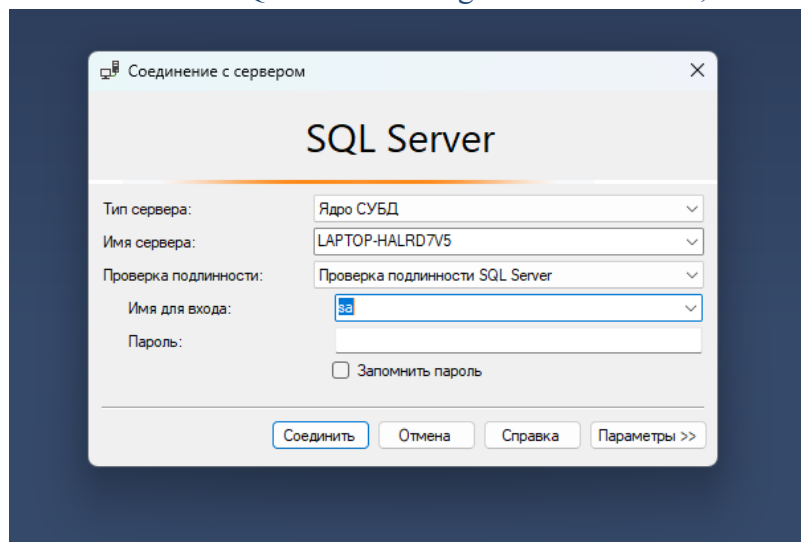 Соединение с сервером
SQL Server
Тип сервера: Ядро СУБД
Имя сервера: LAPTOP-HALRD7V5
Проверка подлинности: Проверка подлинности SQL Server
Имя для входа: sa
Пароль:
Запомнить пароль
Соединить Отмена Справка Параметры >>